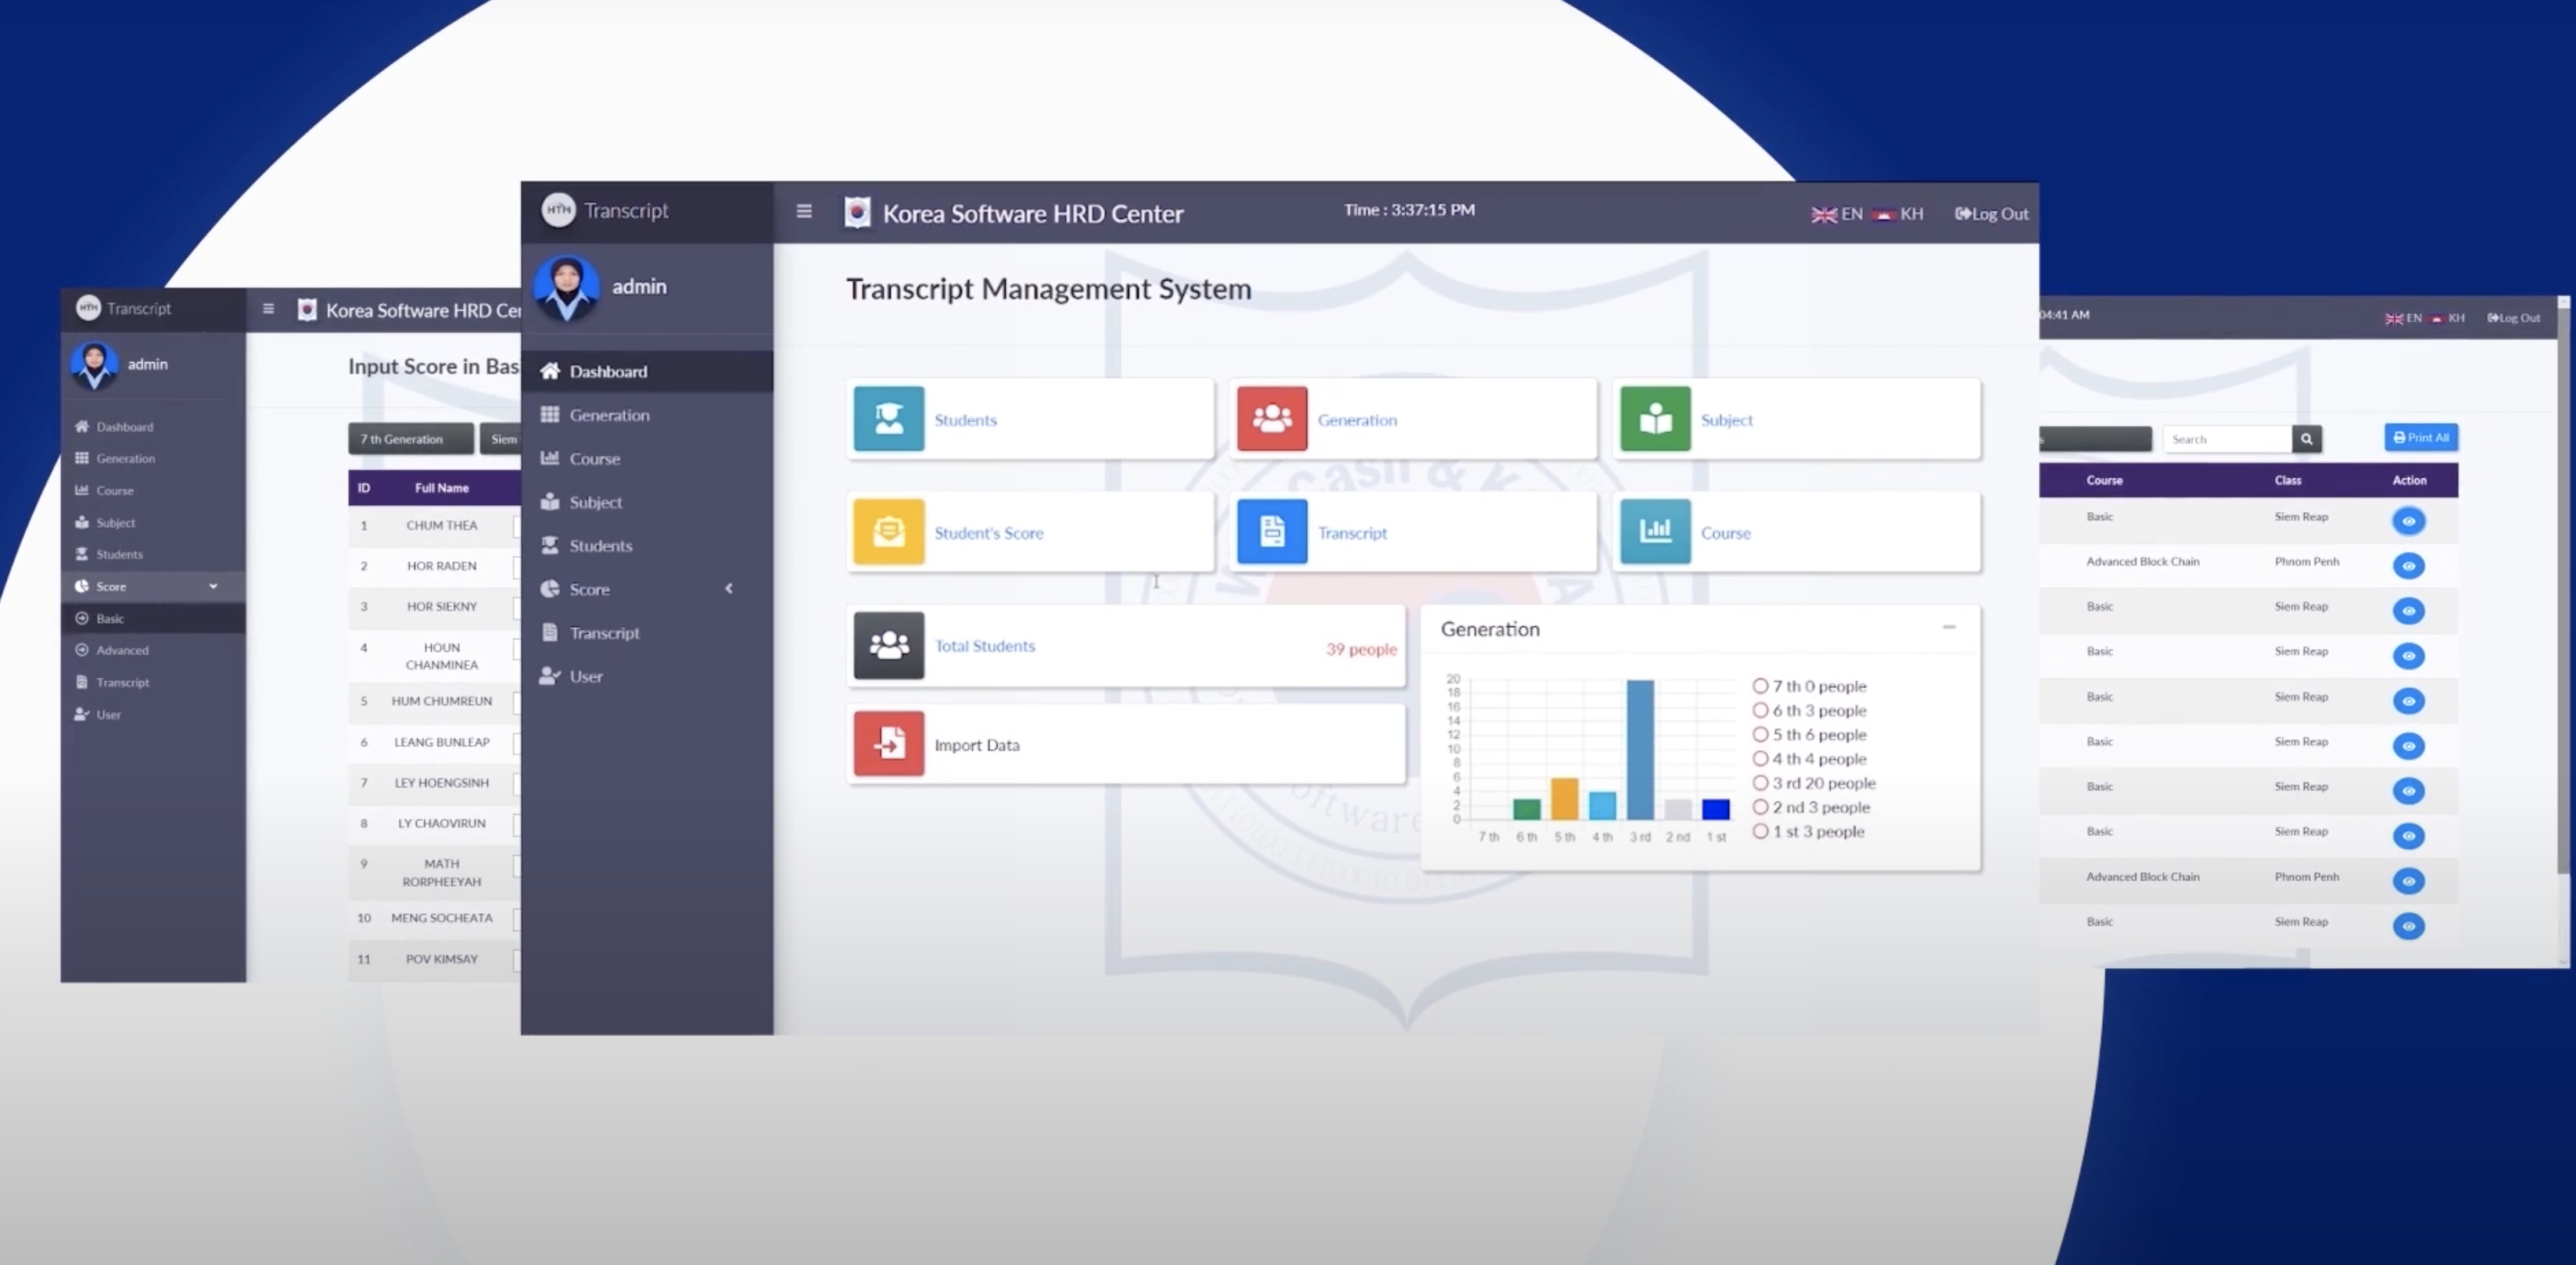 HTH Transcript
Korea Software HRD Cen
admin
Dashboard
Generation
Course
Subject
Students
Score
Basic
Advanced
Transcript
User
Input Score in Bas
7 th Generation
Siem
ID Full Name
1 CHUM THEA
2 HOR RADEN
3 HOR SIEKNY
4 HOUN
CHANMINEA
5 HUM CHUMREUN
6 LEANG BUNLEAP
7 LEY HOENGSINH
8 LY CHAOVIRUN
9 MATH
RORPHEEYAH
10 MENG SOCHEATA
11 POV KIMSAY
HTH Transcript
Korea Software HRD Center
Time : 3:37:15 PM
EN KH Log Out
admin
Dashboard
Generation
Course
Subject
Students
Score
Transcript
User
Transcript Management System
Students
Generation
Subject
Student's Score
Transcript
Course
Total Students 39 people
Import Data
Generation
20
18
16
14
12
10
8
6
4
2
0
7 th 6 th 5 th 4 th 3 rd 2 nd 1 st
7 th 0 people
6 th 3 people
5 th 6 people
4 th 4 people
3 rd 20 people
2 nd 3 people
1 st 3 people
Cash & K
Software
04:41 AM
EN KH Log Out
s
Search
Print All
Course Class Action
Basic Siem Reap
Advanced Block Chain Phnom Penh
Basic Siem Reap
Basic Siem Reap
Basic Siem Reap
Basic Siem Reap
Basic Siem Reap
Basic Siem Reap
Advanced Block Chain Phnom Penh
Basic Siem Reap